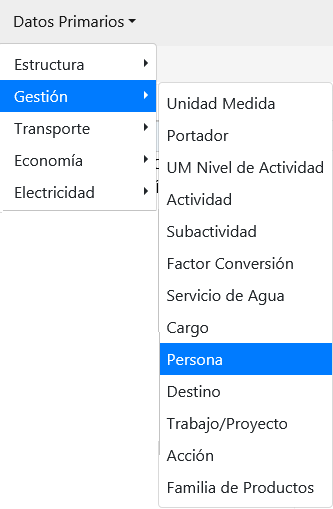 Datos Primarios
Estructura
Gestión
Transporte
Economía
Electricidad
Unidad Medida
Portador
UM Nivel de Actividad
Actividad
Subactividad
Factor Conversión
Servicio de Agua
Cargo
Persona
Destino
Trabajo/Proyecto
Acción
Familia de Productos